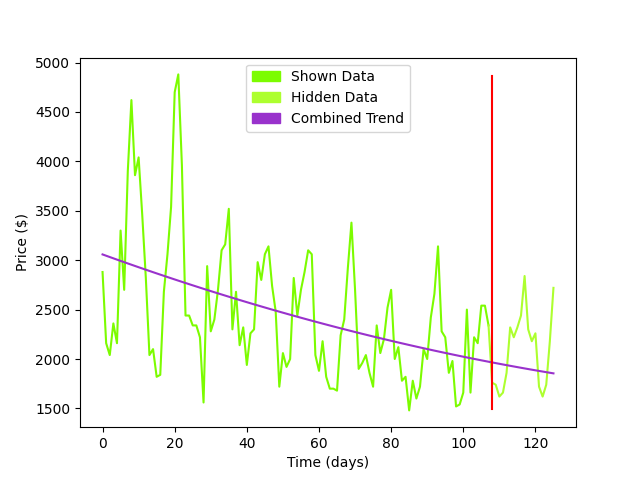 5000
4500
4000
3500
3000
2500
2000
1500
Price ($)
Shown Data
Hidden Data
Combined Trend
0 20 40 60 80 100 120
Time (days)